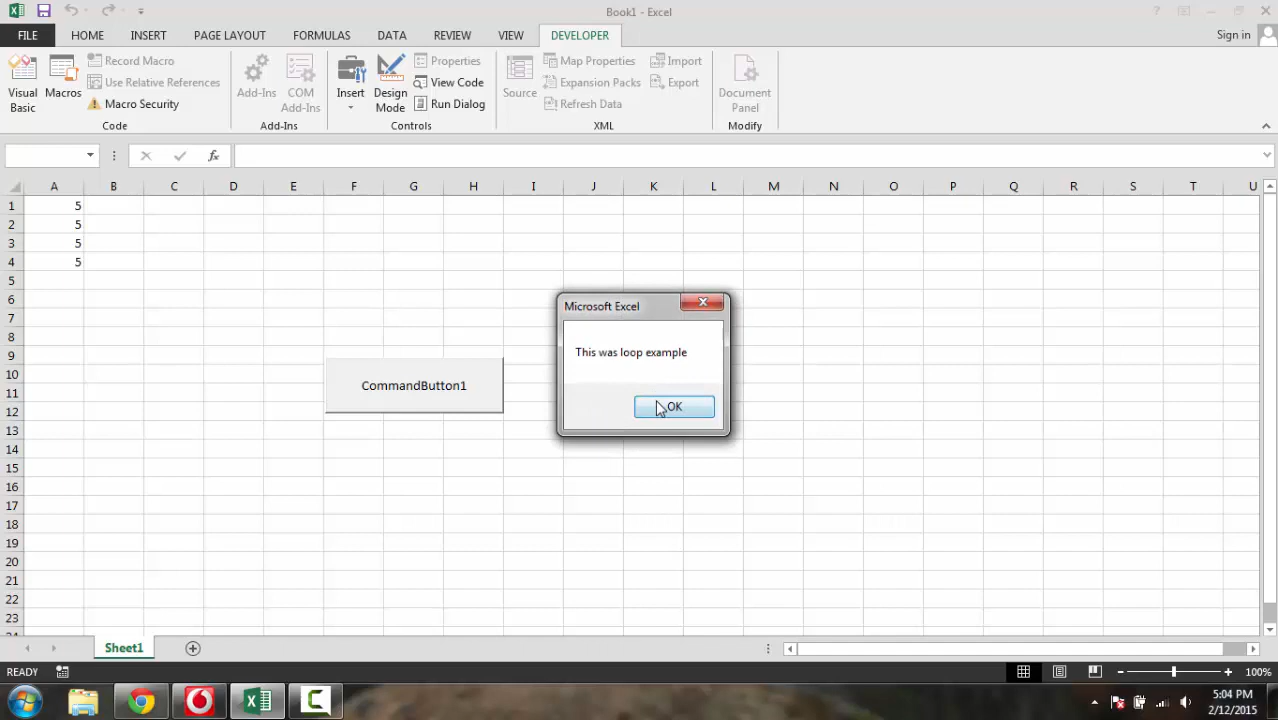 Book1 - Excel
FILE HOME INSERT PAGE LAYOUT FORMULAS DATA REVIEW VIEW DEVELOPER Sign in
Visual Basic
Macros
Record Macro
Use Relative References
Macro Security
Code
Add-Ins
COM Add-Ins
Add-Ins
Insert
Design Mode
Properties
View Code
Run Dialog
Controls
Source
Map Properties
Expansion Packs
Refresh Data
Import
Export
XML
Document Panel
Modify
fx
A B C D E F G H I J K L M N O P Q R S T U
1 5
2 5
3 5
4 5
5
6
7
8
9
10
11
12
13
14
15
16
17
18
19
20
21
22
23
CommandButton1
Microsoft Excel
This was loop example
OK
Sheet1
READY 100%
5:04 PM
2/12/2015